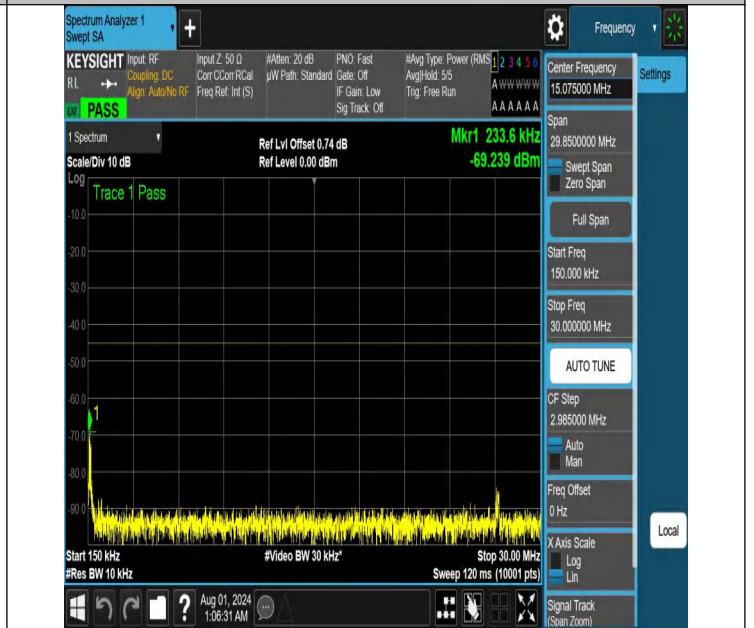 Spectrum Analyzer 1
Swept SA
+
Frequency
KEYSIGHT
RL
PASS
Input: RF
Coupling: DC
Align: Auto/No RF
Input Z: 50 Ω
Corr CCorr RCal
Freq Ref: Int (S)
#Atten: 20 dB
µW Path: Standard
PNO: Fast
Gate: Off
IF Gain: Low
Sig Track: Off
#Avg Type: Power (RMS
Avg|Hold: 5/5
Trig: Free Run
1 2 3 4 5 6
A W W W W W
A A A A A A
1 Spectrum
Scale/Div 10 dB
Ref Lvl Offset 0.74 dB
Ref Level 0.00 dBm
Mkr1 233.6 kHz
-69.239 dBm
Log
Trace 1 Pass
-10.0
-20.0
-30.0
-40.0
-50.0
-60.0
-70.0
-80.0
-90.0
1
Start 150 kHz
#Res BW 10 kHz
#Video BW 30 kHz*
Stop 30.00 MHz
Sweep 120 ms (10001 pts)
Center Frequency
15.075000 MHz
Span
29.8500000 MHz
Swept Span
Zero Span
Full Span
Start Freq
150.000 kHz
Stop Freq
30.000000 MHz
AUTO TUNE
CF Step
2.985000 MHz
Auto
Man
Freq Offset
0 Hz
X Axis Scale
Log
Lin
Signal Track
(Span Zoom)
Settings
Local
?
Aug 01, 2024
1:06:31 AM